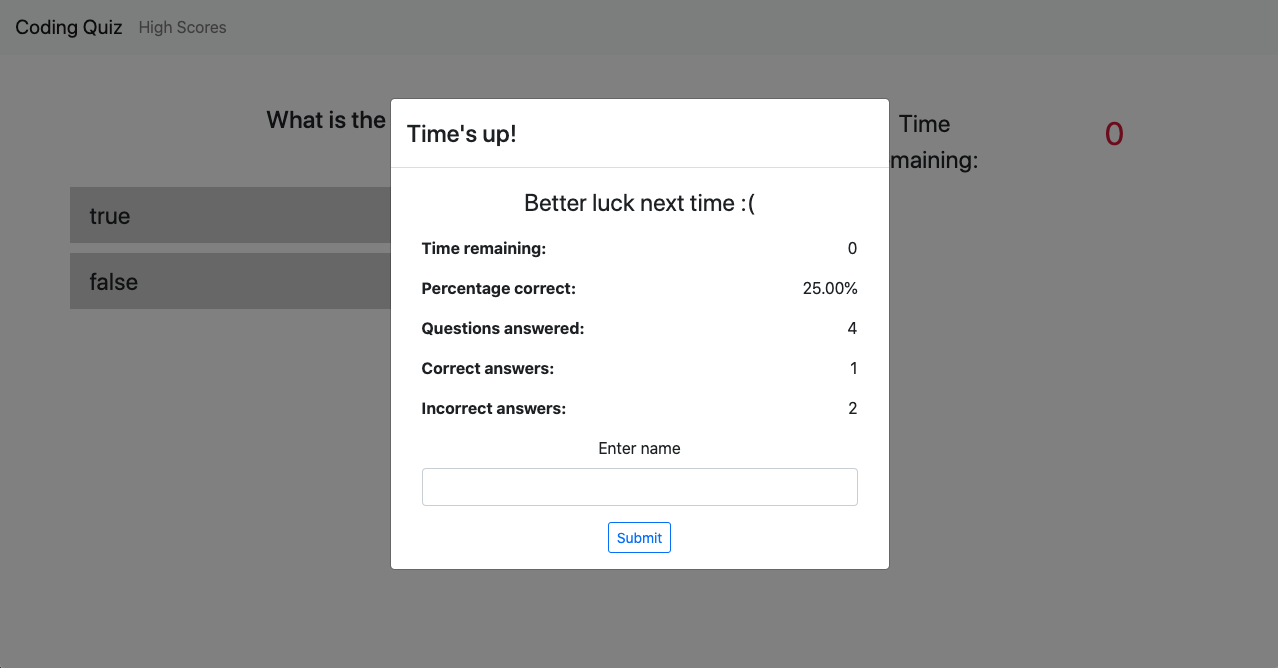 Coding Quiz High Scores
What is the
Time
maining:
0
true
false
Time's up!
Better luck next time :(
Time remaining: 0
Percentage correct: 25.00%
Questions answered: 4
Correct answers: 1
Incorrect answers: 2
Enter name
Submit